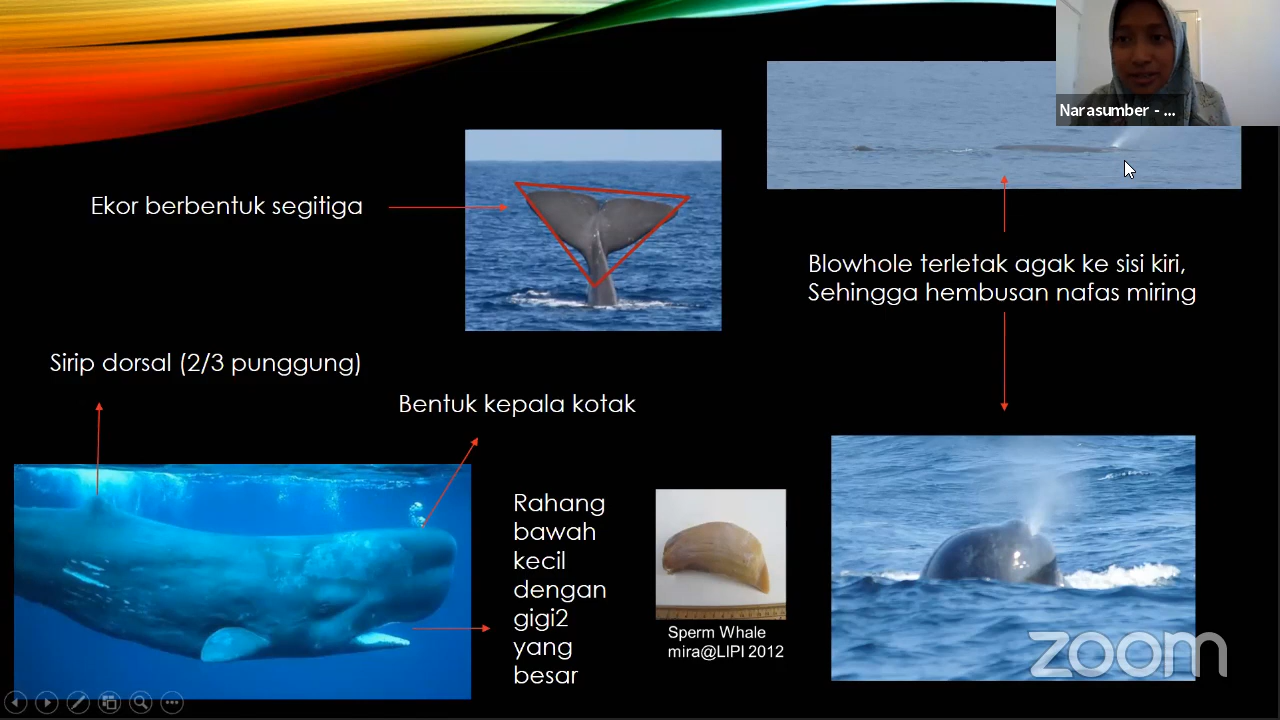 Narasumber - ...
Ekor berbentuk segitiga
Blowhole terletak agak ke sisi kiri,
Sehingga hembusan nafas miring
Sirip dorsal (2/3 punggung)
Bentuk kepala kotak
Rahang
bawah
kecil
dengan
gigi2
yang
besar
Sperm Whale
mira@LIPI 2012
zoom